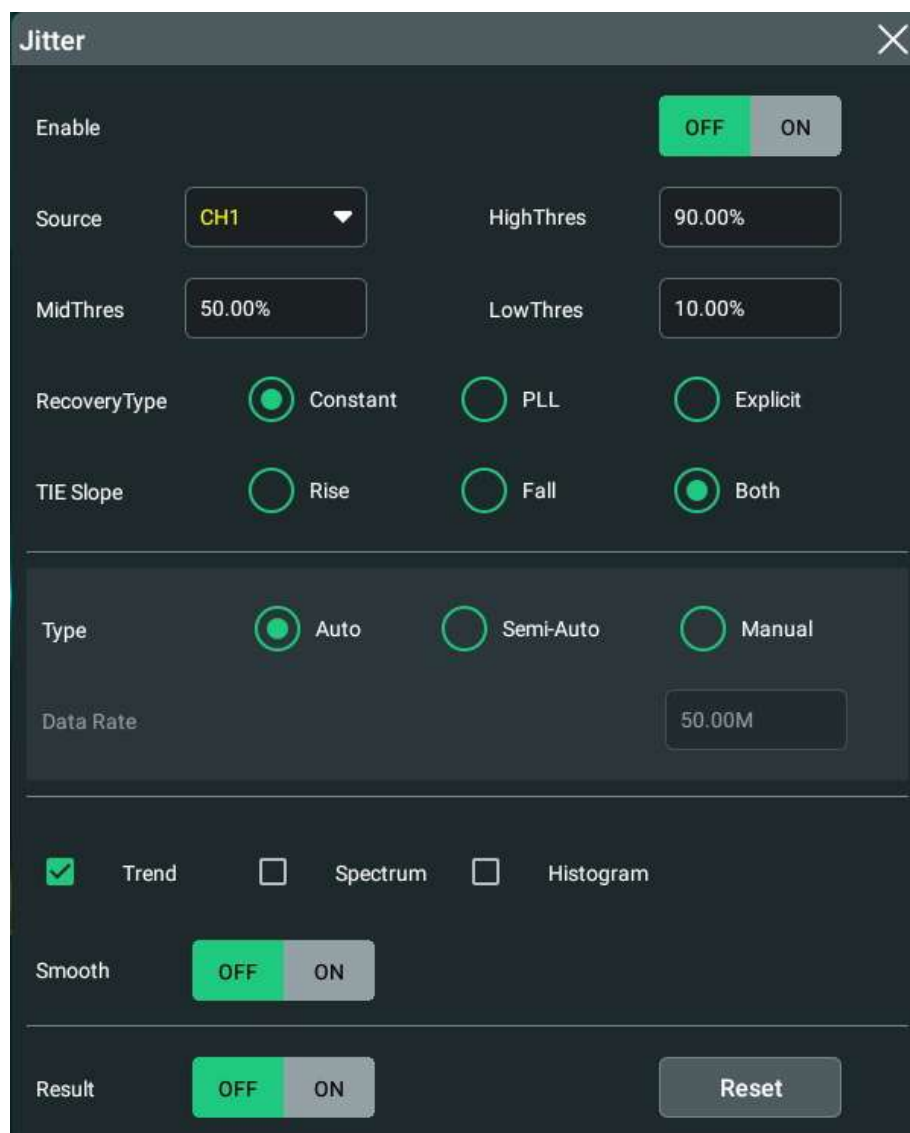 Jitter
Enable OFF ON
Source CH1 HighThres 90.00%
MidThres 50.00% LowThres 10.00%
RecoveryType Constant PLL Explicit
TIE Slope Rise Fall Both
Type Auto Semi-Auto Manual
Data Rate 50.00M
Trend Spectrum Histogram
Smooth OFF ON
Result OFF ON Reset